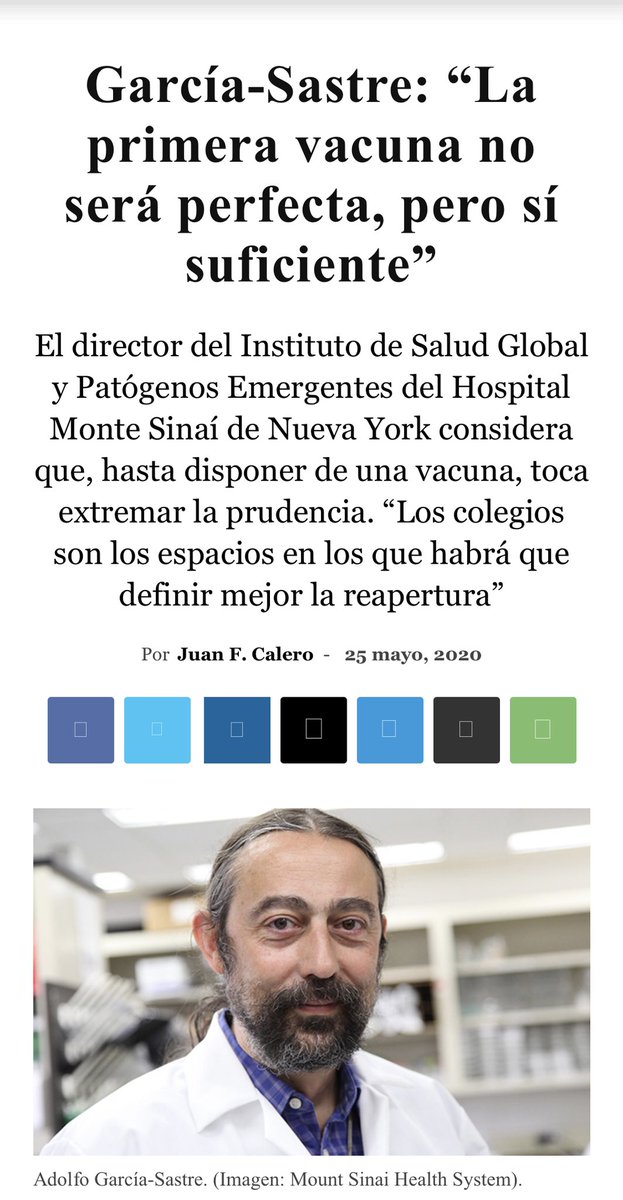 García-Sastre: “La
primera vacuna no
será perfecta, pero sí
suficiente”
El director del Instituto de Salud Global
y Patógenos Emergentes del Hospital
Monte Sinaí de Nueva York considera
que, hasta disponer de una vacuna, toca
extremar la prudencia. “Los colegios
son los espacios en los que habrá que
definir mejor la reapertura”
Por Juan F. Calero - 25 mayo, 2020
Adolfo García-Sastre. (Imagen: Mount Sinai Health System).